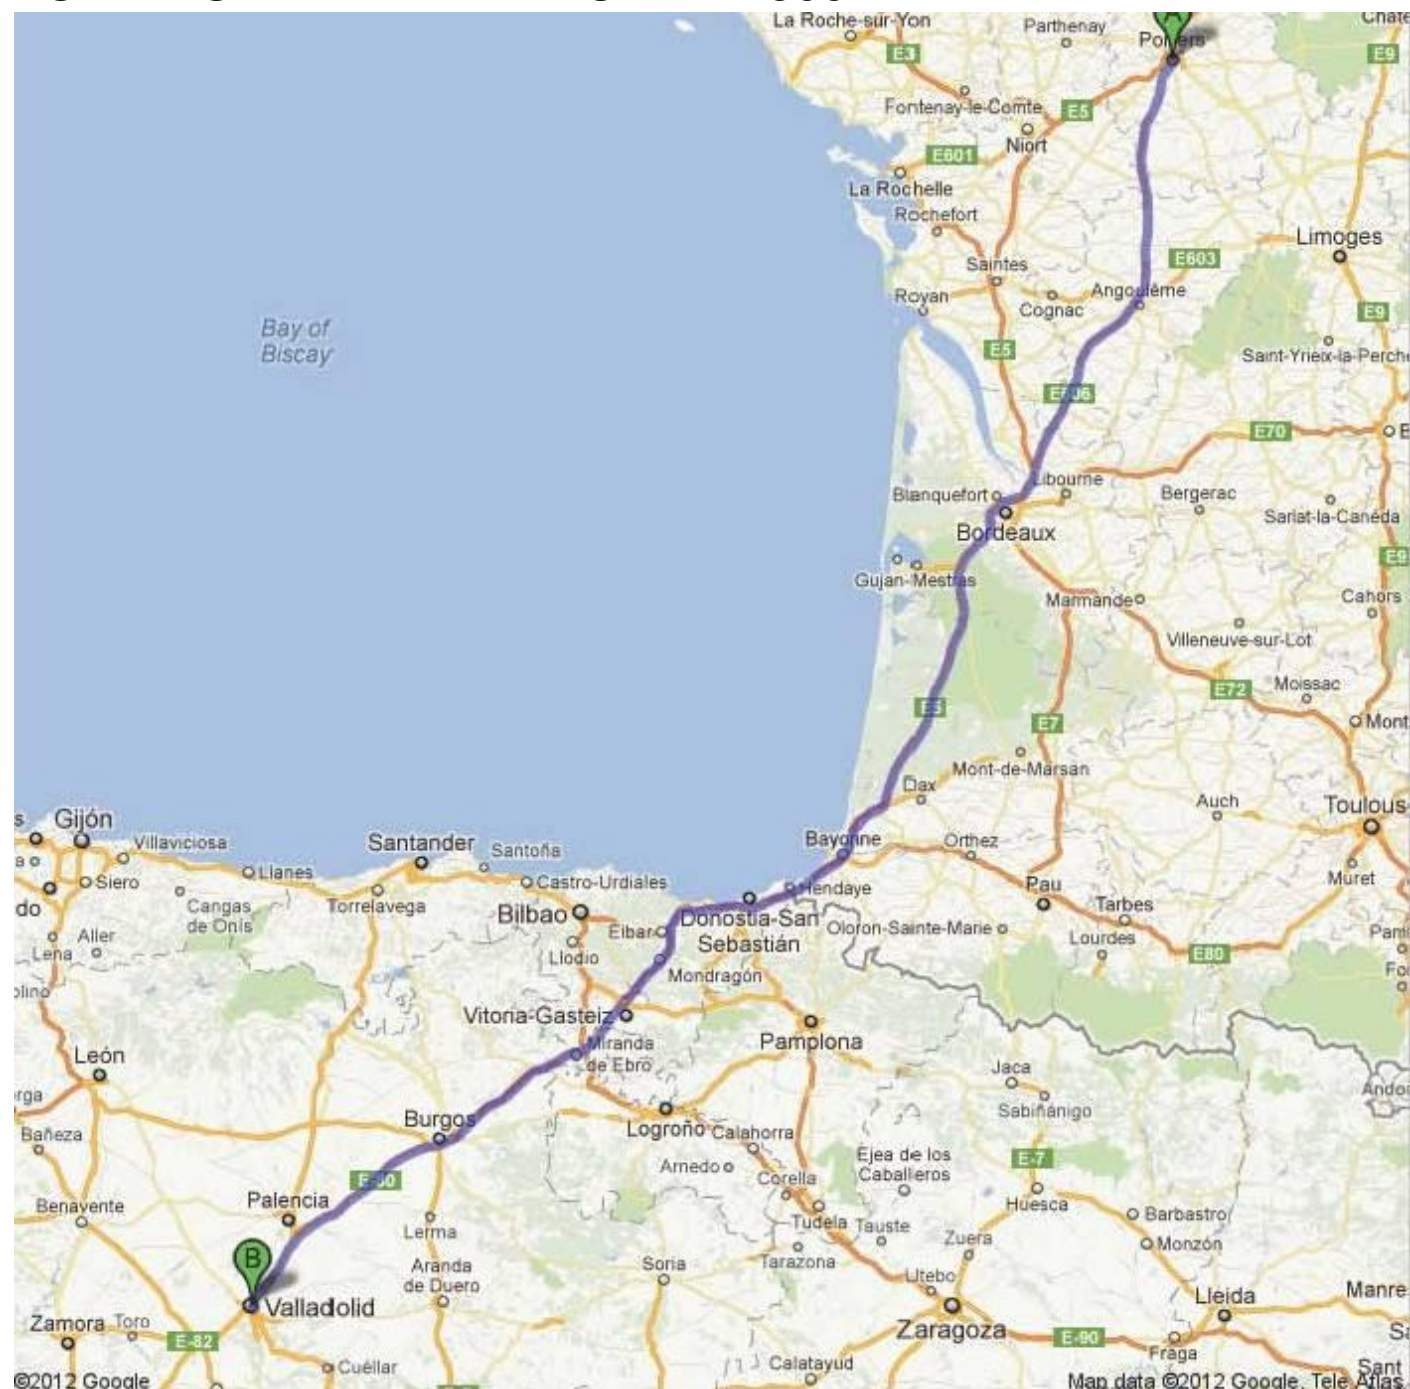 La Roche-sur-Yon
Parthenay
A
Poitiers
E3
E9
Fontenay-le-Comte
E5
Niort
E601
La Rochelle
Rochefort
Limoges
E603
Saintes
Angoulême
Royan
Cognac
E9
Bay of
Biscay
E5
Saint-Yrieix-la-Perche
E606
E70
Libourne
Blanquefort
Bergerac
Sarlat-la-Canéda
Bordeaux
E9
Gujan-Mestras
Marmande
Cahors
Villeneuve-sur-Lot
E72
Moissac
E5
E7
Mont
Mont-de-Marsan
Dax
Auch
Toulous
Gijón
Villaviciosa
Santander
Santoña
Bayonne
Orthez
Siero
Llanes
Castro-Urdiales
Hendaye
Pau
Muret
do
Cangas
de Onís
Torrelavega
Bilbao
Donostia-San
Sebastián
Tarbes
Aller
Lena
Eibar
Oloron-Sainte-Marie
Lourdes
E80
Llodio
Mondragón
Vitoria-Gasteiz
Pamplona
León
Miranda
de Ebro
Jaca
Sabiñánigo
Burgos
Logroño
Calahorra
Bañeza
Arnedo
Ejea de los
Caballeros
E-7
Corella
Palencia
Huesca
Benavente
Lerma
Tudela
Tauste
Barbastro
Zuera
Monzón
B
Aranda
de Duero
Soria
Tarazona
Utebo
Valladolid
Lleida
Manre
Zamora
Toro
E-82
Zaragoza
E-90
Fraga
Cuéllar
Calatayud
Sant
©2012 Google
Map data ©2012 Google, Tele Atlas